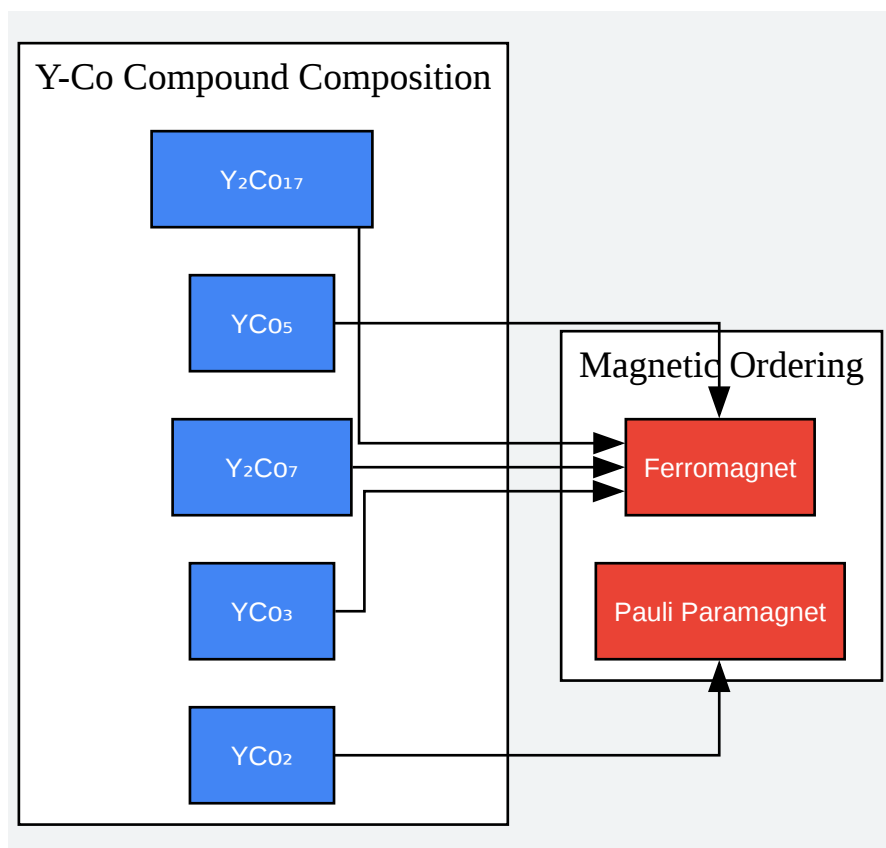 Y-Co Compound Composition
Y₂Co₁₇
YCo₅
Y₂Co₇
YCo₃
YCo₂
Magnetic Ordering
Ferromagnet
Pauli Paramagnet